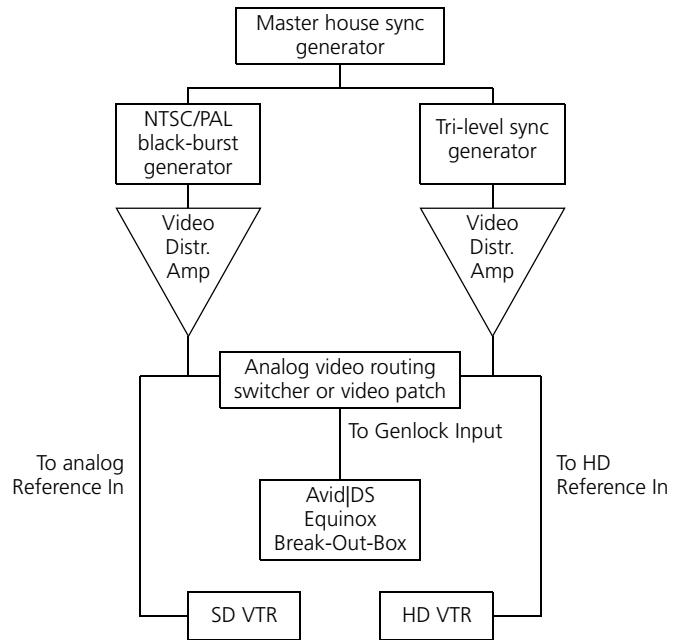 Master house sync
generator
NTSC/PAL
black-burst
generator
Tri-level sync
generator
Video
Distr.
Amp
Video
Distr.
Amp
Analog video routing
switcher or video patch
To Genlock Input
To analog
Reference In
To HD
Reference In
Avid|DS
Equinox
Break-Out-Box
SD VTR
HD VTR